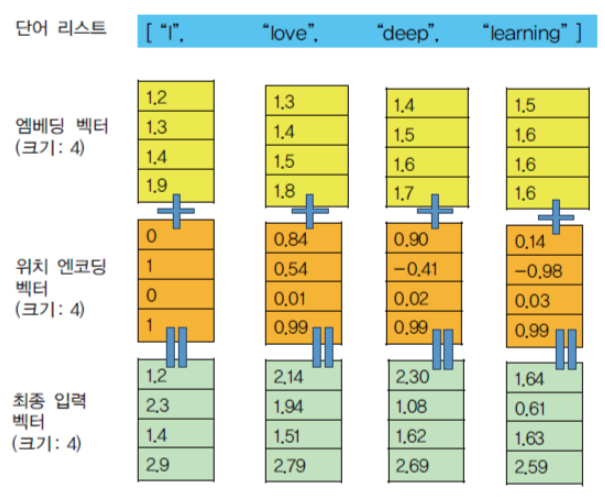 단어 리스트 [ “I”, “love”, “deep”, “learning” ]
엠베딩 벡터
(크기: 4)
1.2 1.3 1.4 1.5
1.3 1.4 1.5 1.6
1.4 1.5 1.6 1.6
1.9 1.8 1.7 1.6
+ + + +
위치 엔코딩
벡터
(크기: 4)
0 0.84 0.90 0.14
1 0.54 -0.41 -0.98
0 0.01 0.02 0.03
1 0.99 0.99 0.99
최종 입력
벡터
(크기: 4)
1.2 2.14 2.30 1.64
2.3 1.94 1.08 0.61
1.4 1.51 1.62 1.63
2.9 2.79 2.69 2.59